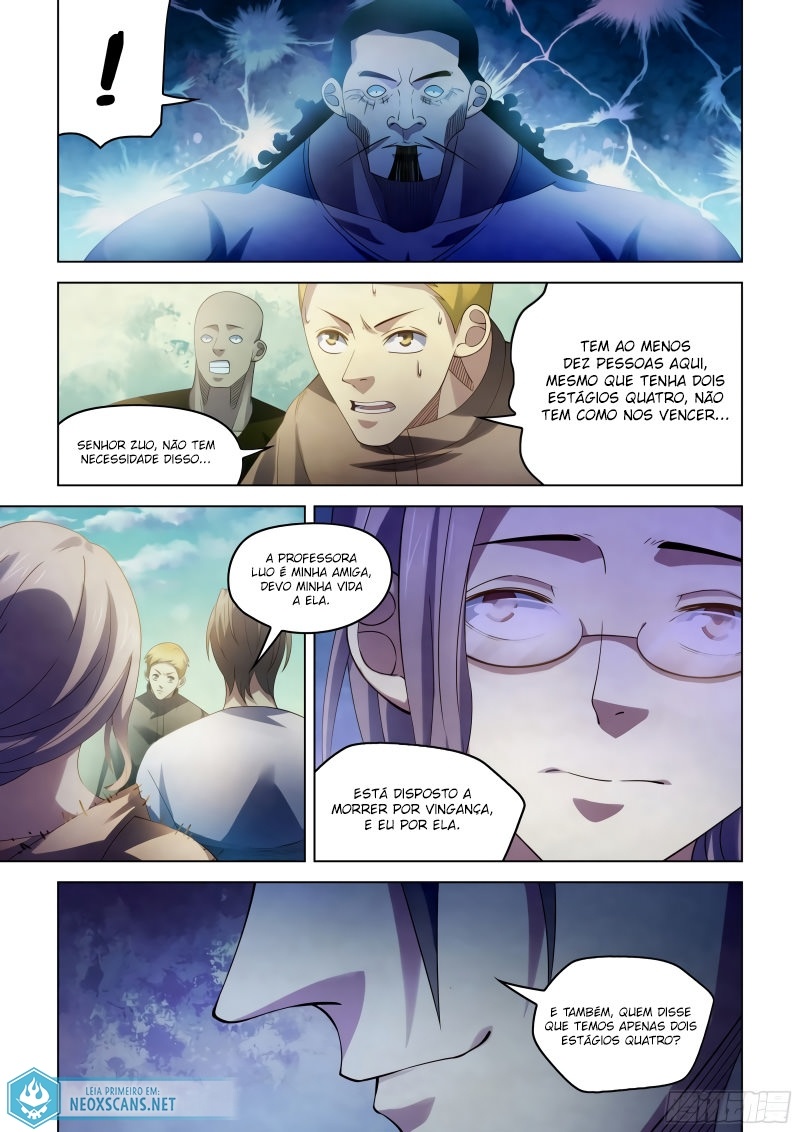 !
TEM AO MENOS
DEZ PESSOAS AQUI,
MESMO QUE TENHA DOIS
ESTÁGIOS QUATRO, NÃO
TEM COMO NOS VENCER...
SENHOR ZUO, NÃO TEM
NECESSIDADE DISSO...
A PROFESSORA
LUO É MINHA AMIGA,
DEVO MINHA VIDA
A ELA.
ESTÁ DISPOSTO A
MORRER POR VINGANÇA,
E EU POR ELA.
E TAMBÉM, QUEM DISSE
QUE TEMOS APENAS DOIS
ESTÁGIOS QUATRO?
LEIA PRIMEIRO EM:
NEOXSCANS.NET